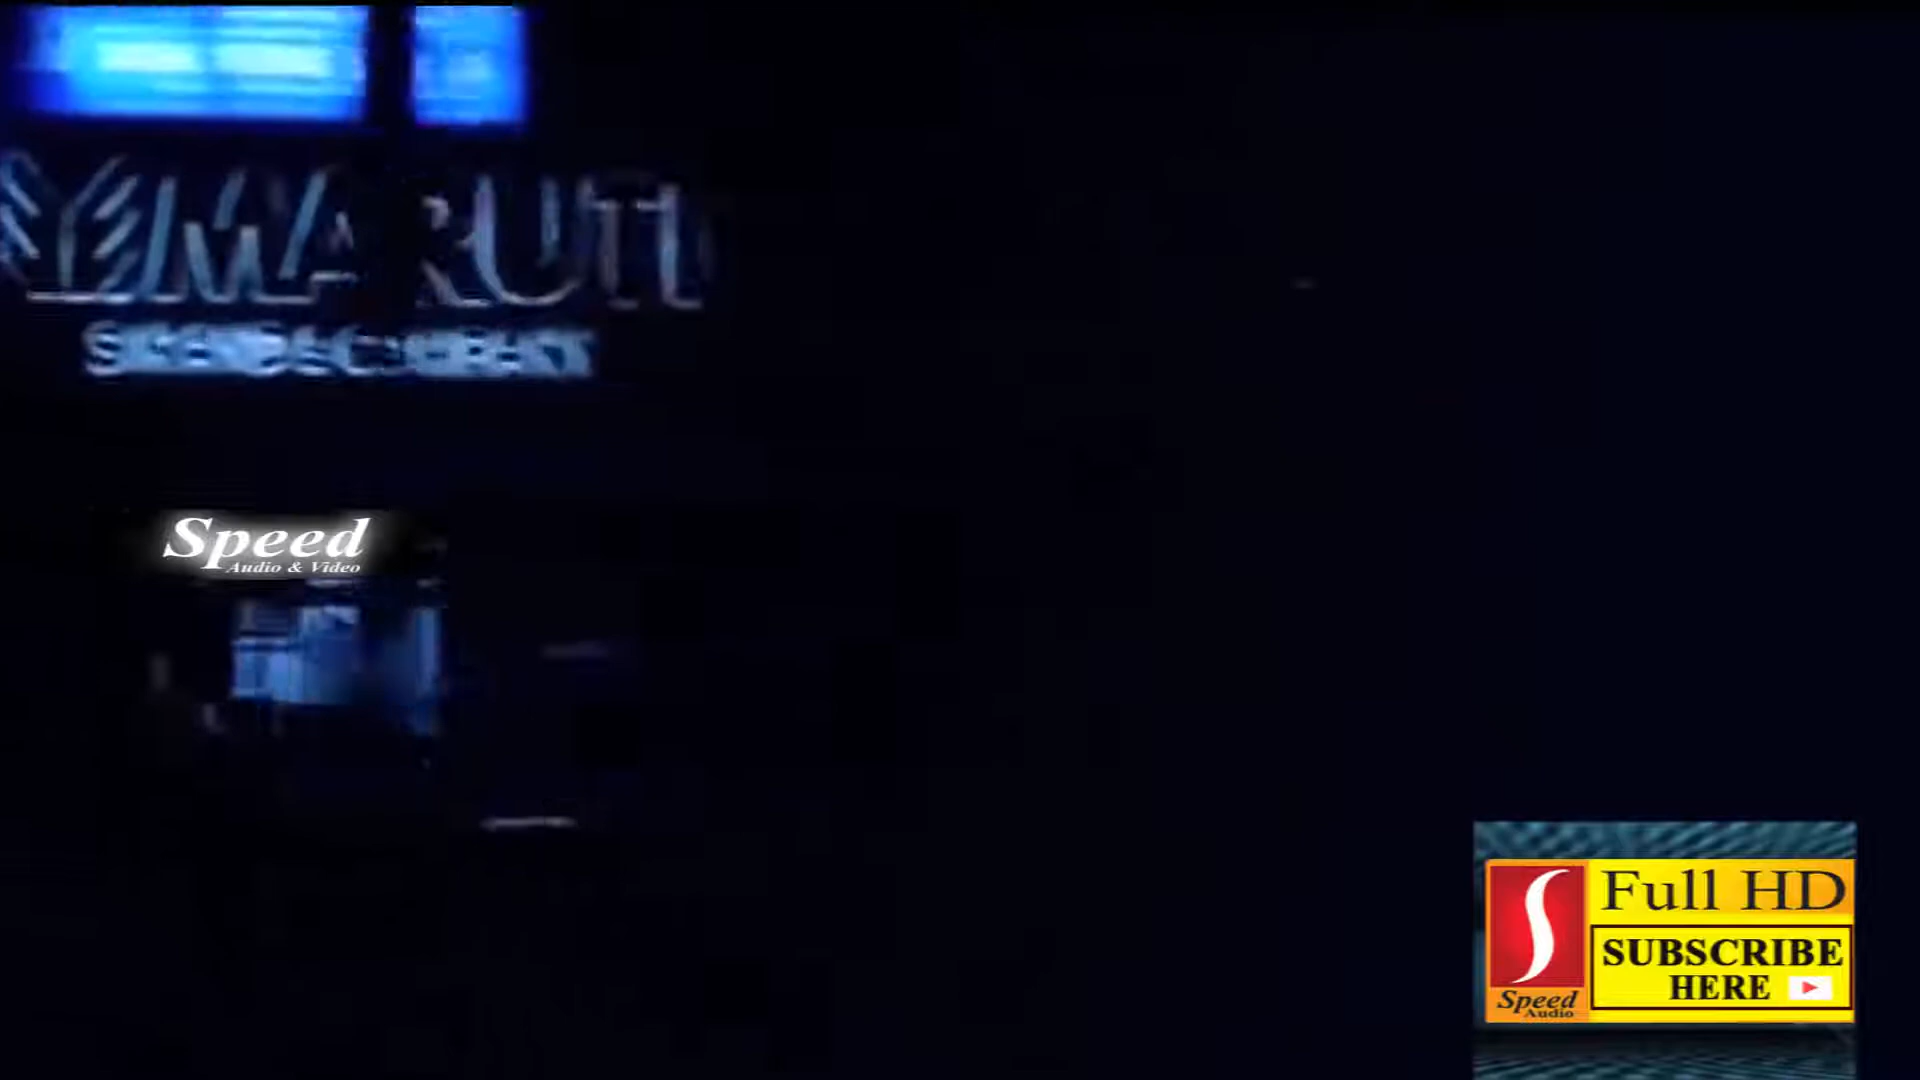 MARUTI
Speed
Audio & Video
Full HD
SUBSCRIBE
HERE
Speed
Audio